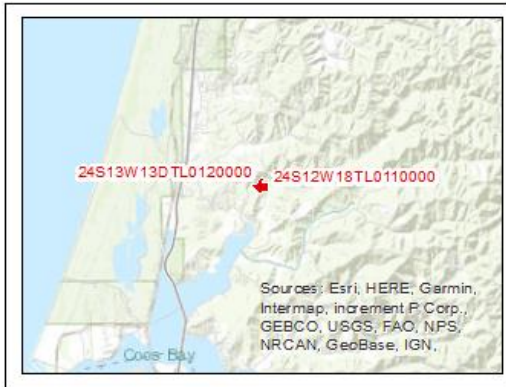 24S13W13DTL0120000 24S12W18TL0110000
Sources: Esri, HERE, Garmin,
Intermap, increment P Corp.,
GEBCO, USGS, FAO, NPS,
NRCAN, GeoBase, IGN,
Coos Bay